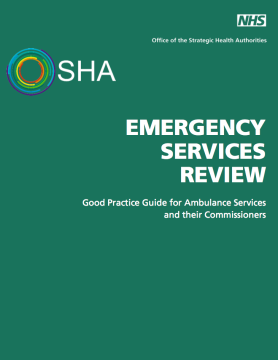 NHS
Office of the Strategic Health Authorities
SHA
EMERGENCY
SERVICES
REVIEW
Good Practice Guide for Ambulance Services
and their Commissioners